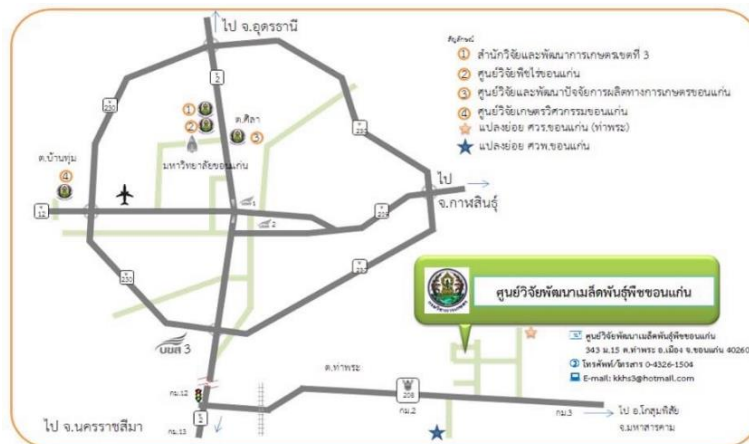 ไป จ.อุดรธานี
สัญลักษณ์
① สำนักวิจัยและพัฒนาการเกษตรเขตที่ 3
② ศูนย์วิจัยพืชไร่ขอนแก่น
③ ศูนย์วิจัยและพัฒนาปัจจัยการผลิตทางการเกษตรขอนแก่น
④ ศูนย์วิจัยเกษตรวิศวกรรมขอนแก่น
แปลงย่อย ศวร.ขอนแก่น (ท่าพระ)
แปลงย่อย ศวพ.ขอนแก่น
2
230
230
①
②
ต.ศิลา
③
มหาวิทยาลัยขอนแก่น
ต.บ้านทุ่ม
④
12
1
2
ไป
จ.กาฬสินธุ์
230
230
บขส 3
ศูนย์วิจัยพัฒนาเมล็ดพันธุ์พืชขอนแก่น
ศูนย์วิจัยพัฒนาเมล็ดพันธุ์พืชขอนแก่น
343 ม.15 ต.ท่าพระ อ.เมือง จ.ขอนแก่น 40260
โทรศัพท์/โทรสาร 0-4326-1504
E-mail: kkhs3@hotmail.com
ต.ท่าพระ
กม.12
208
กม.2
กม.3
2
กม.13
ไป จ.นครราชสีมา
ไป อ.โกสุมพิสัย
จ.มหาสารคาม